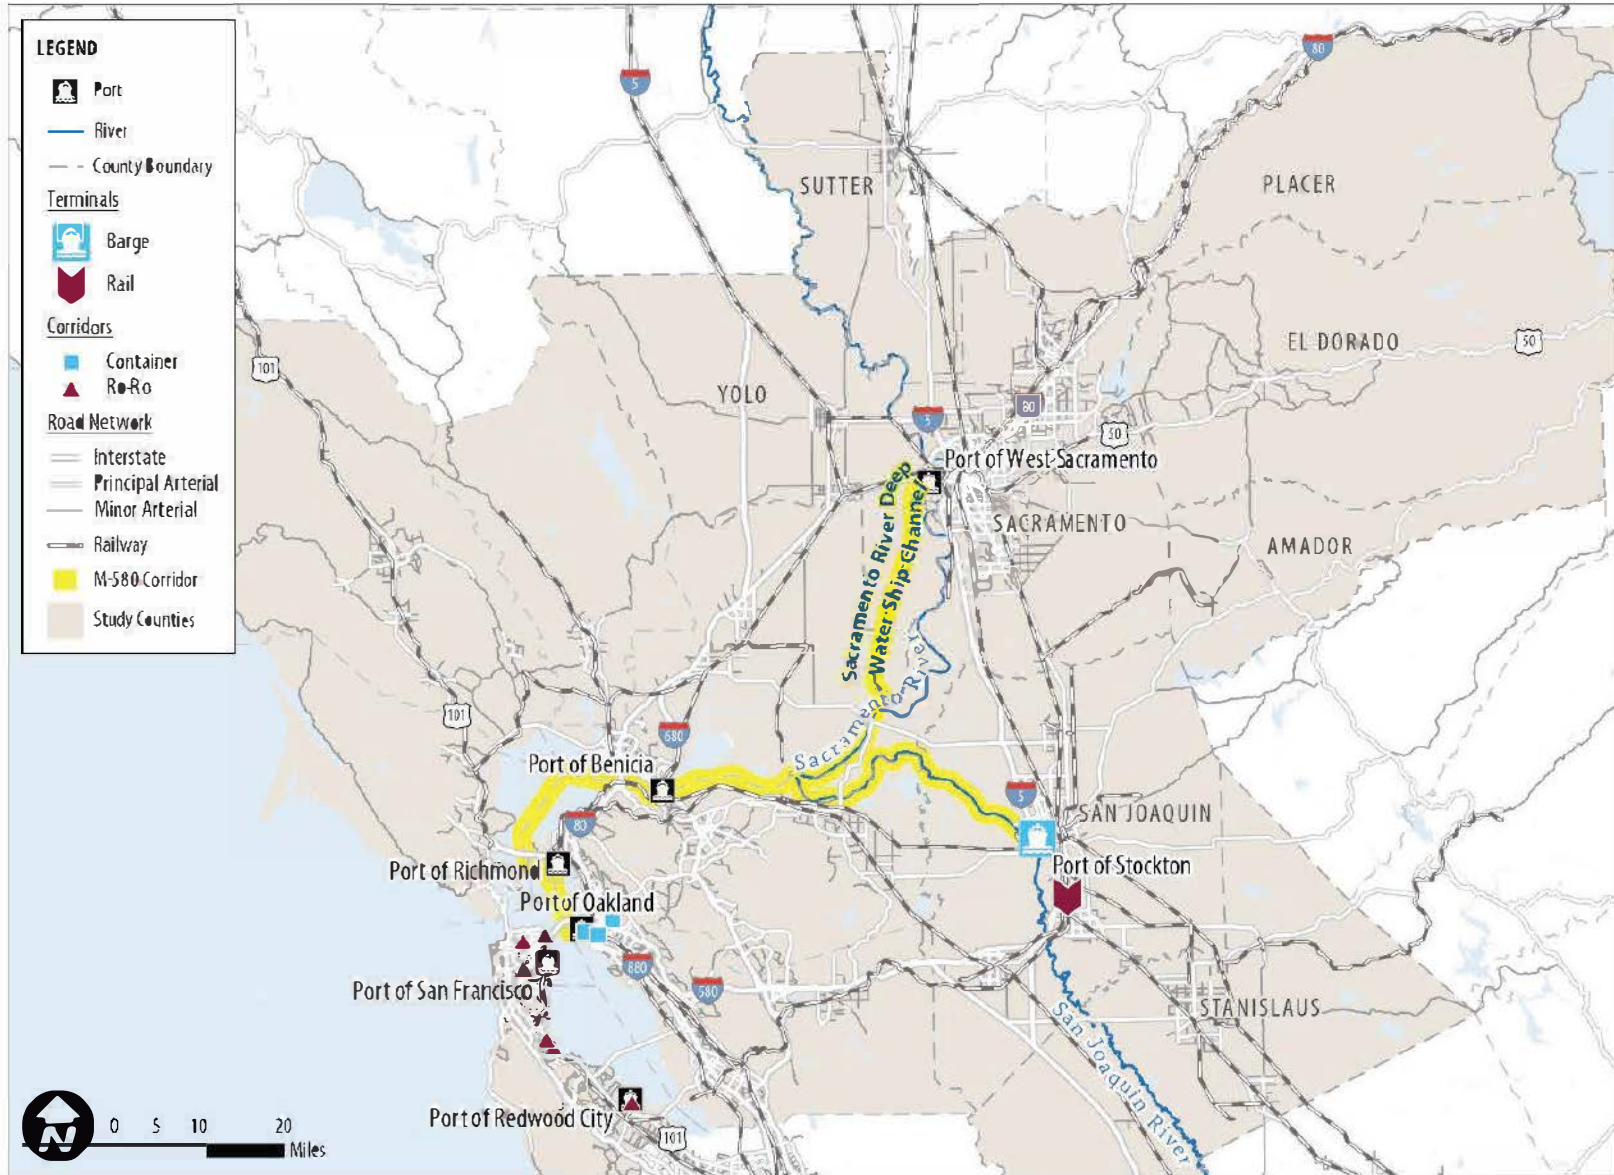 LEGEND
Port
River
County Boundary
Terminals
Barge
Rail
Corridors
Container
Ro-Ro
Road Network
Interstate
Principal Arterial
Minor Arterial
Railway
M-580 Corridor
Study Counties
5
80
SUTTER
PLACER
EL DORADO
50
101
YOLO
80
5
50
Port of West Sacramento
Sacramento River Deep
Water Ship Channel
SACRAMENTO
AMADOR
Sacramento River
101
680
Port of Benicia
5
SAN JOAQUIN
80
Port of Richmond
Port of Stockton
Port of Oakland
880
580
Port of San Francisco
STANISLAUS
San Joaquin River
Port of Redwood City
101
N
0 5 10 20
Miles